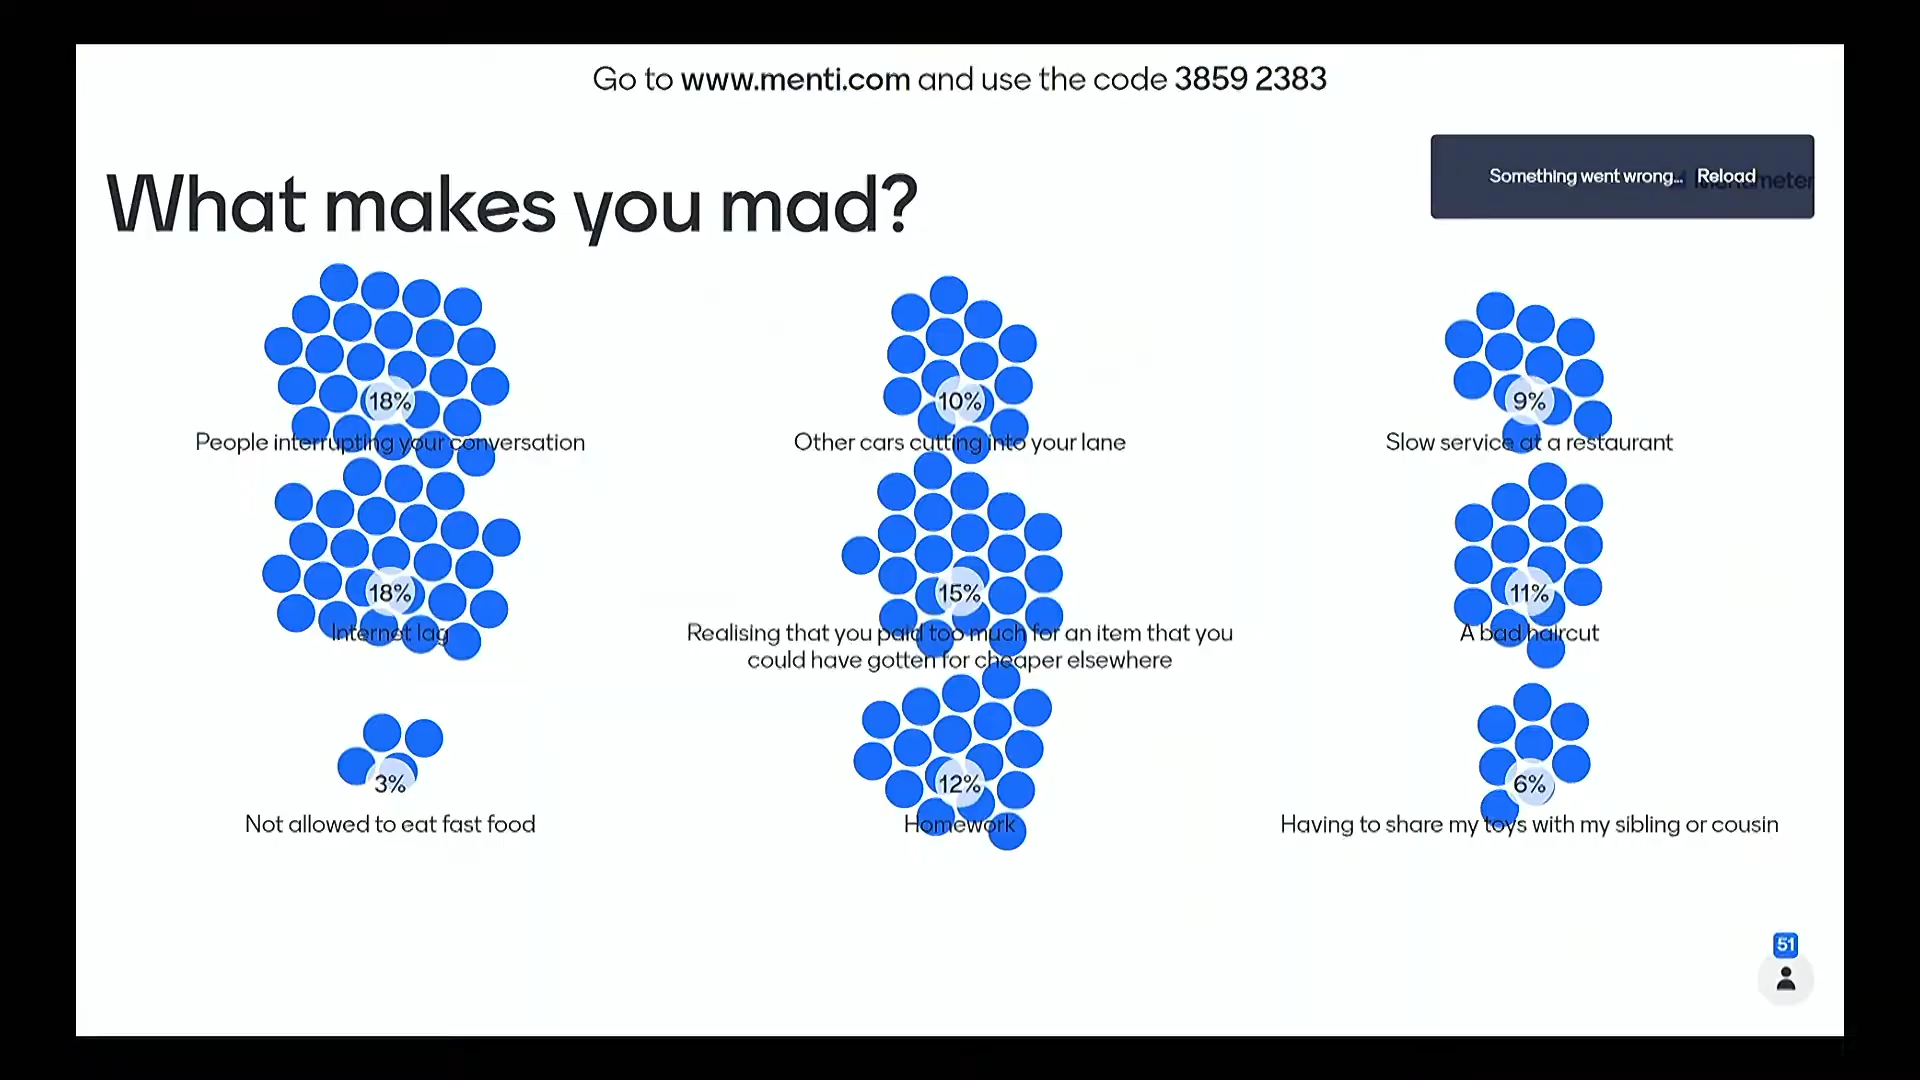 Go to www.menti.com and use the code 3859 2383
Something went wrong... Reload
What makes you mad?
18%
10%
9%
People interrupting your conversation
Other cars cutting into your lane
Slow service at a restaurant
18%
15%
11%
Internet lag
Realising that you paid too much for an item that you
could have gotten for cheaper elsewhere
A bad haircut
3%
12%
6%
Not allowed to eat fast food
Homework
Having to share my toys with my sibling or cousin
51